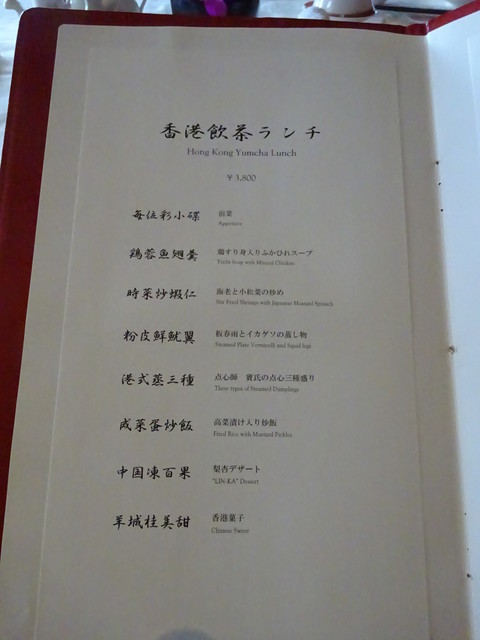 香港飲茶ランチ
Hong Kong Yumcha Lunch
¥3,800
毎位彩小碟 前菜
Appetizer
鶏蓉魚翅羹 鶏すり身入りふかひれスープ
with Minced Chicken
時菜炒蝦仁 海老と小松菜の炒め
Stir Fried Shrimps with Japanese Mustard Spinach
粉皮鮮魷翼 板春雨とイカゲソの蒸し物
Steamed Plate Vermicelli and Squid legs
港式蒸三種 点心師 氏の点心三種盛り
Three types of Steamed Dumplings
咸菜蛋炒飯 高菜漬け入り炒飯
Fried Rice with Mustard Pickles
中国凍百果 梨杏デザート
"LIN-KA" Dessert
羊城桂美甜 香港菓子
Chinese Sweet